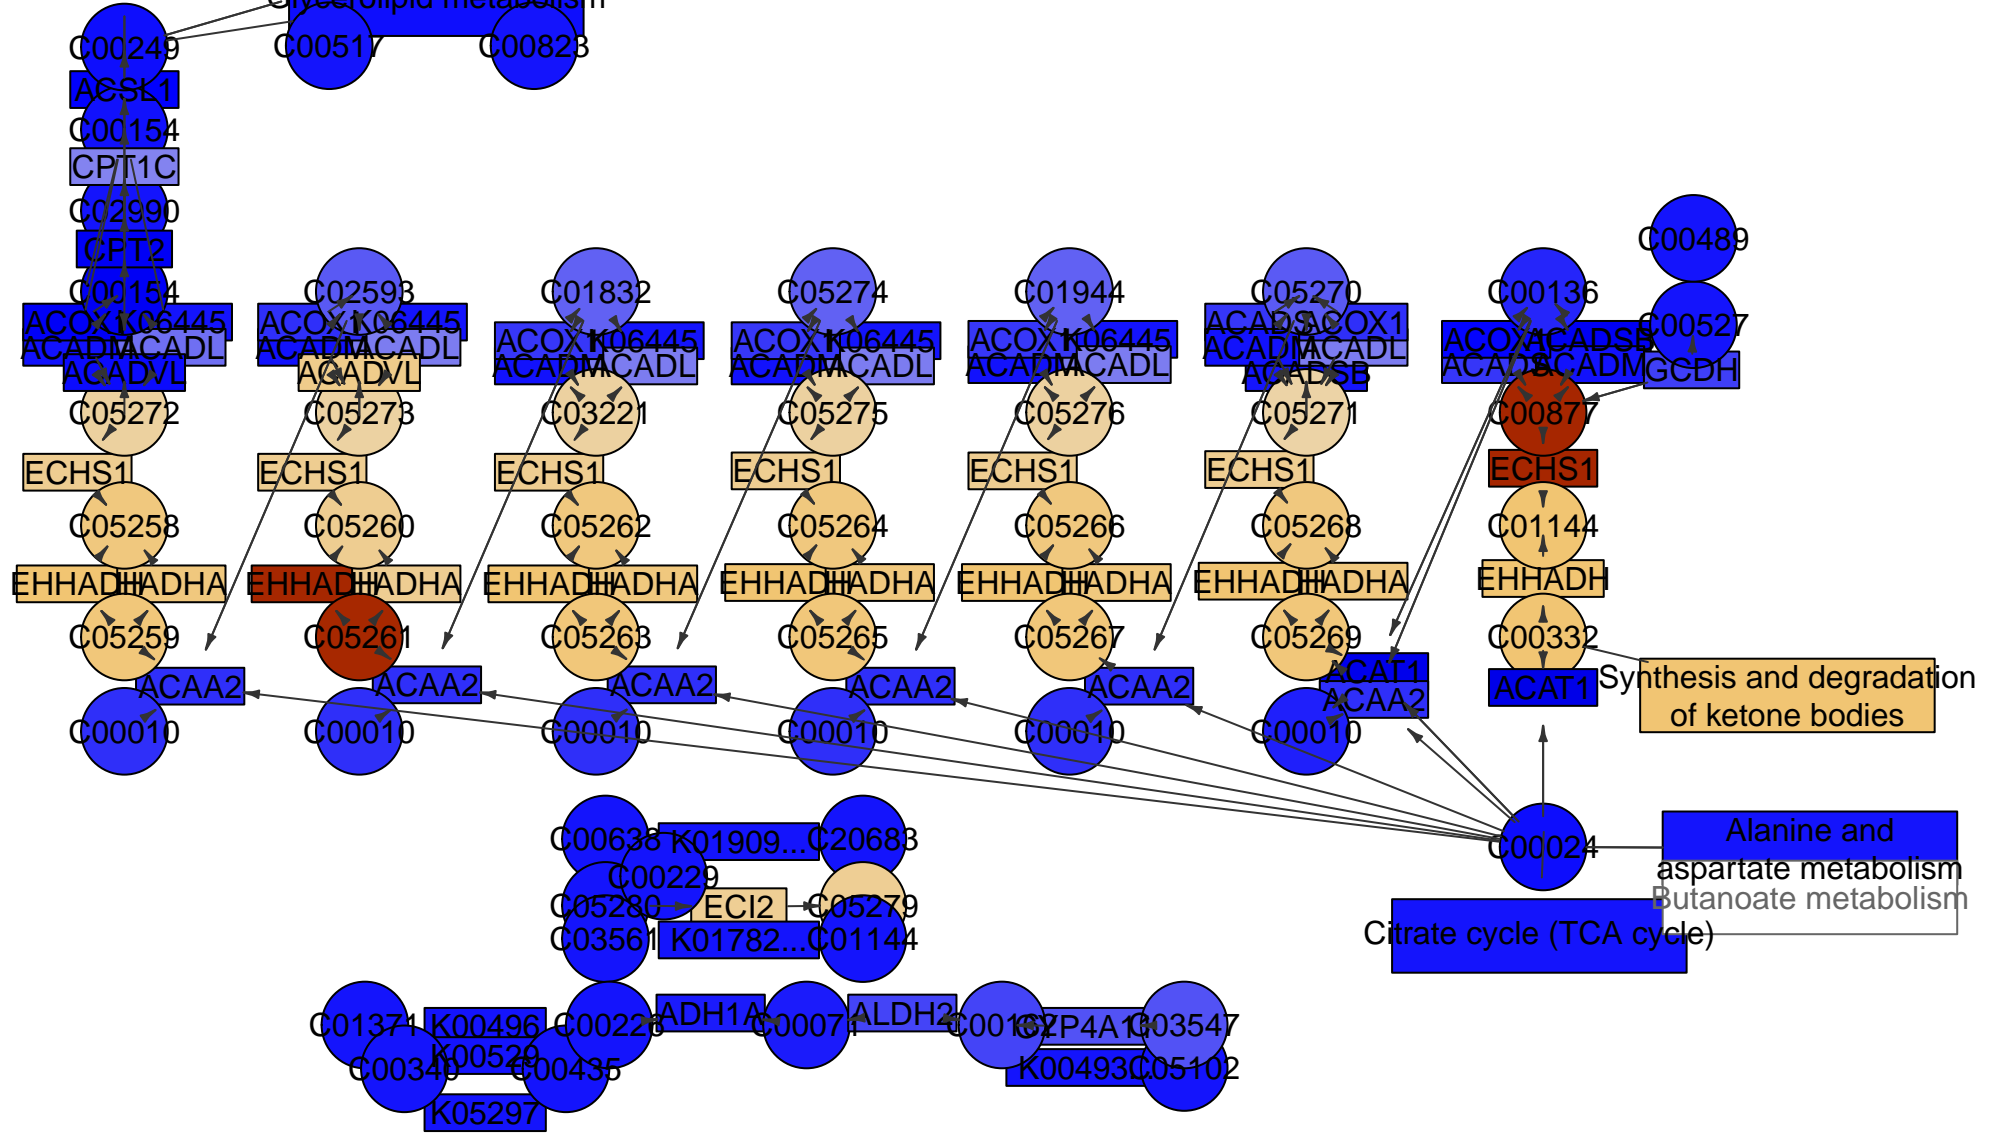 Glycerolipid metabolism
C00249
C00517
C00823
ACSL1
C00154
CPT1C
C02990
CPT2
C00154
C02593
C01832
C05274
C01944
C05270
C00136
C00489
C00527
ACOX1
K06445
ACADM
ACADL
ACADVL
ACOX1
K06445
ACADM
ACADL
ACADVL
ACOX1
K06445
ACADM
ACADL
ACOX1
K06445
ACADM
ACADL
ACOX1
K06445
ACADM
ACADL
ACADS
ACOX1
ACADM
ACADL
ACADSB
ACOX1
ACADSB
ACADS
ACADM
GCDH
C05272
C05273
C03221
C05275
C05276
C05271
C00877
ECHS1
ECHS1
ECHS1
ECHS1
ECHS1
ECHS1
ECHS1
C05258
C05260
C05262
C05264
C05266
C05268
C01144
EHHADH
HADHA
EHHADH
HADHA
EHHADH
HADHA
EHHADH
HADHA
EHHADH
HADHA
EHHADH
HADHA
EHHADH
C05259
C05261
C05263
C05265
C05267
C05269
C00332
ACAA2
ACAA2
ACAA2
ACAA2
ACAA2
ACAT1
ACAA2
ACAT1
Synthesis and degradation
of ketone bodies
C00010
C00010
C00010
C00010
C00010
C00010
C00638
K01909...
C20683
C00229
C00024
Alanine and
aspartate metabolism
Butanoate metabolism
C05280
ECI2
C05279
C03561
K01782...
C01144
Citrate cycle (TCA cycle)
C01371
K00496
C00226
ADH1A
C00071
ALDH2
C00162
CYP4A11
C03547
K00529
C00340
C00435
K00493...
C05102
K05297